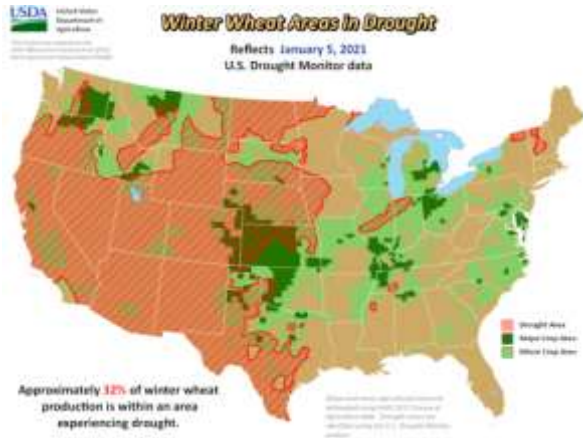 USDA
United States
Department of
Agriculture
Winter Wheat Areas in Drought
Reflects January 5, 2021
U.S. Drought Monitor data
Drought Area
Major Crop Area
Minor Crop Area
Approximately 32% of winter wheat
production is within an area
experiencing drought.